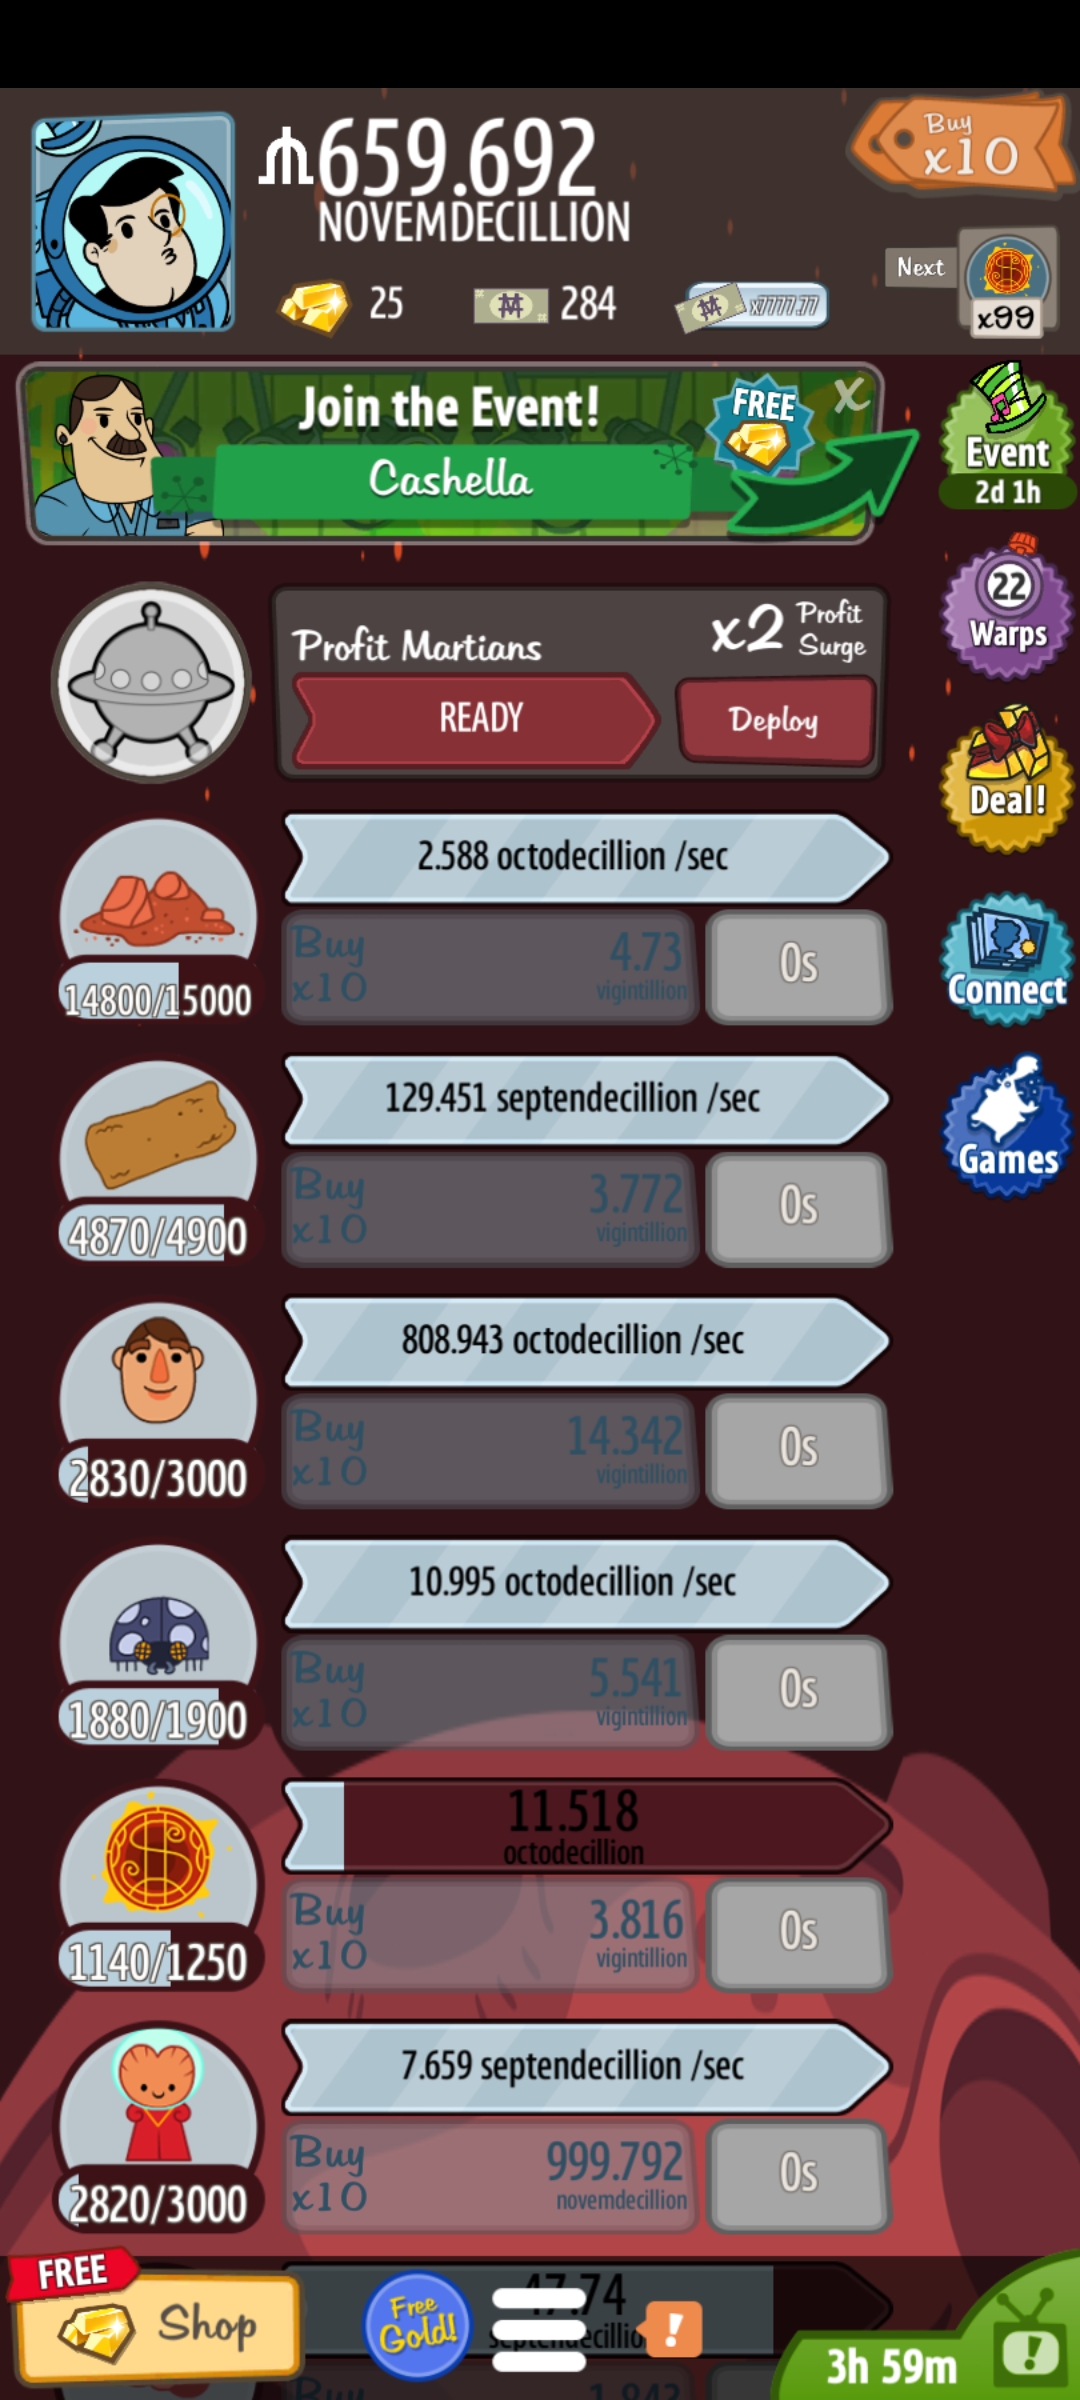 659.692
NOVEMDECILLION
Buy
x10
25
284
x7777.77
Next
x99
Join the Event!
Cashella
FREE
X
Event
2d 1h
22
Warps
Profit Martians
x2 Profit Surge
READY
Deploy
Deal!
2.588 octodecillion /sec
14800/15000
Buy x10
4.73
vigintillion
0s
Connect
129.451 septendecillion /sec
4870/4900
Buy x10
3.772
vigintillion
0s
Games
808.943 octodecillion /sec
2830/3000
Buy x10
14.342
vigintillion
0s
10.995 octodecillion /sec
1880/1900
Buy x10
5.541
vigintillion
0s
11.518
octodecillion
1140/1250
Buy x10
3.816
vigintillion
0s
7.659 septendecillion /sec
2820/3000
Buy x10
999.792
novemdecillion
0s
FREE
Shop
Free Gold!
47.74
!
3h 59m
!
Buy